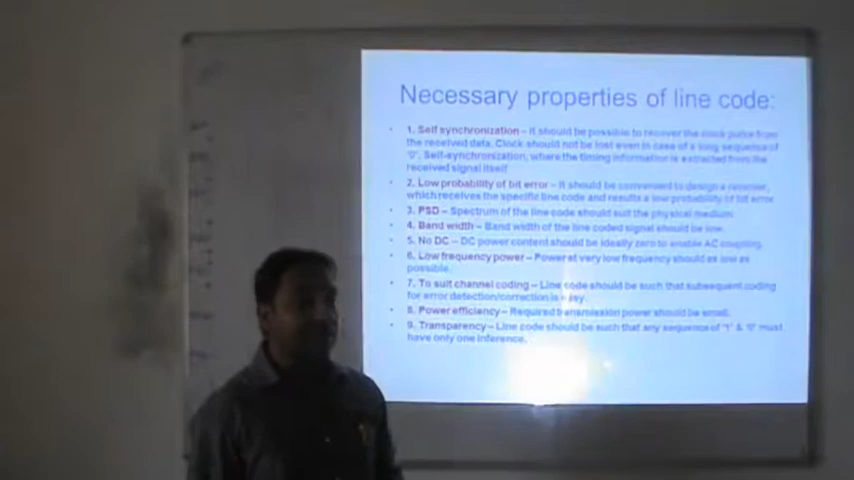 Necessary properties of line code:
• 1. Self synchronization – It should be possible to recover the clock pulse from
the received data. Clock should not be lost even in case of a long sequence of
'0'. Self-synchronization, where the timing information is extracted from the
received signal itself
• 2. Low probability of bit error – It should be convenient to design a receiver,
which receives the specific line code and results a low probability of bit error
• 3. PSD – Spectrum of the line code should suit the physical medium.
• 4. Band width – Band width of the line coded signal should be low.
• 5. No DC – DC power content should be ideally zero to enable AC coupling.
• 6. Low frequency power – Power at very low frequency should as low as
possible.
• 7. To suit channel coding – Line code should be such that subsequent coding
for error detection/correction is easy.
• 8. Power efficiency – Required transmission power should be small.
• 9. Transparency – Line code should be such that any sequence of '1' & '0' must
have only one inference.